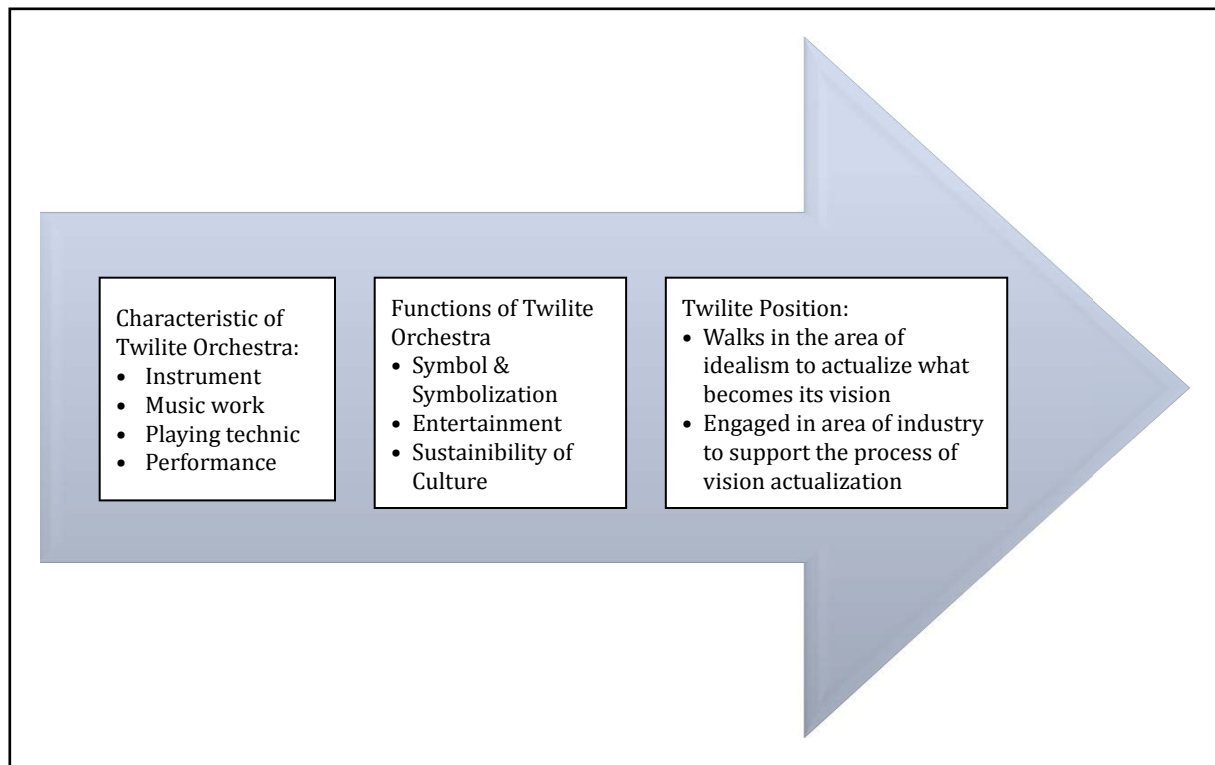 Characteristic of
Twilite Orchestra:
• Instrument
• Music work
• Playing technic
• Performance
Functions of Twilite
Orchestra
• Symbol &
Symbolization
• Entertainment
• Sustainibility of
Culture
Twilite Position:
• Walks in the area of
idealism to actualize what
becomes its vision
• Engaged in area of industry
to support the process of
vision actualization